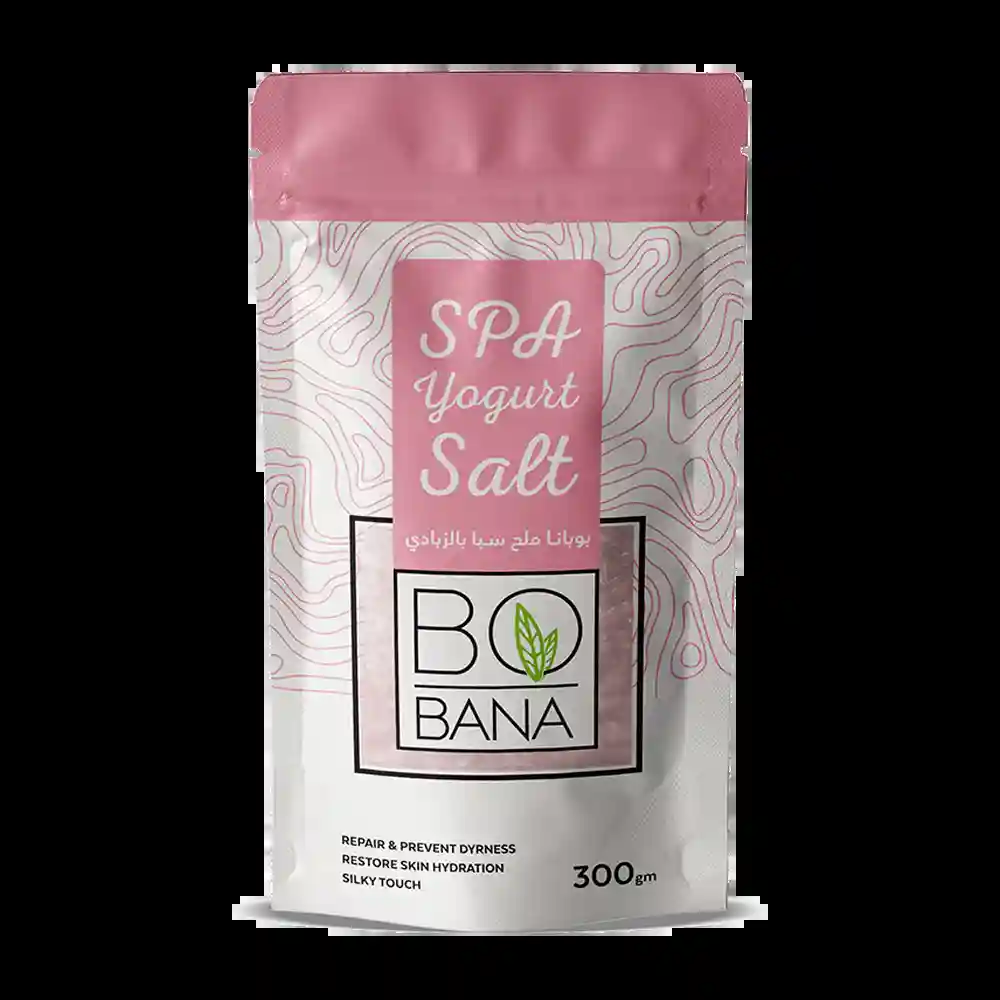 SPA
Yogurt
Salt
بوبانا ملح سبا بالزبادي
BO
BANA
REPAIR & PREVENT DYRNESS
RESTORE SKIN HYDRATION
SILKY TOUCH
300gm